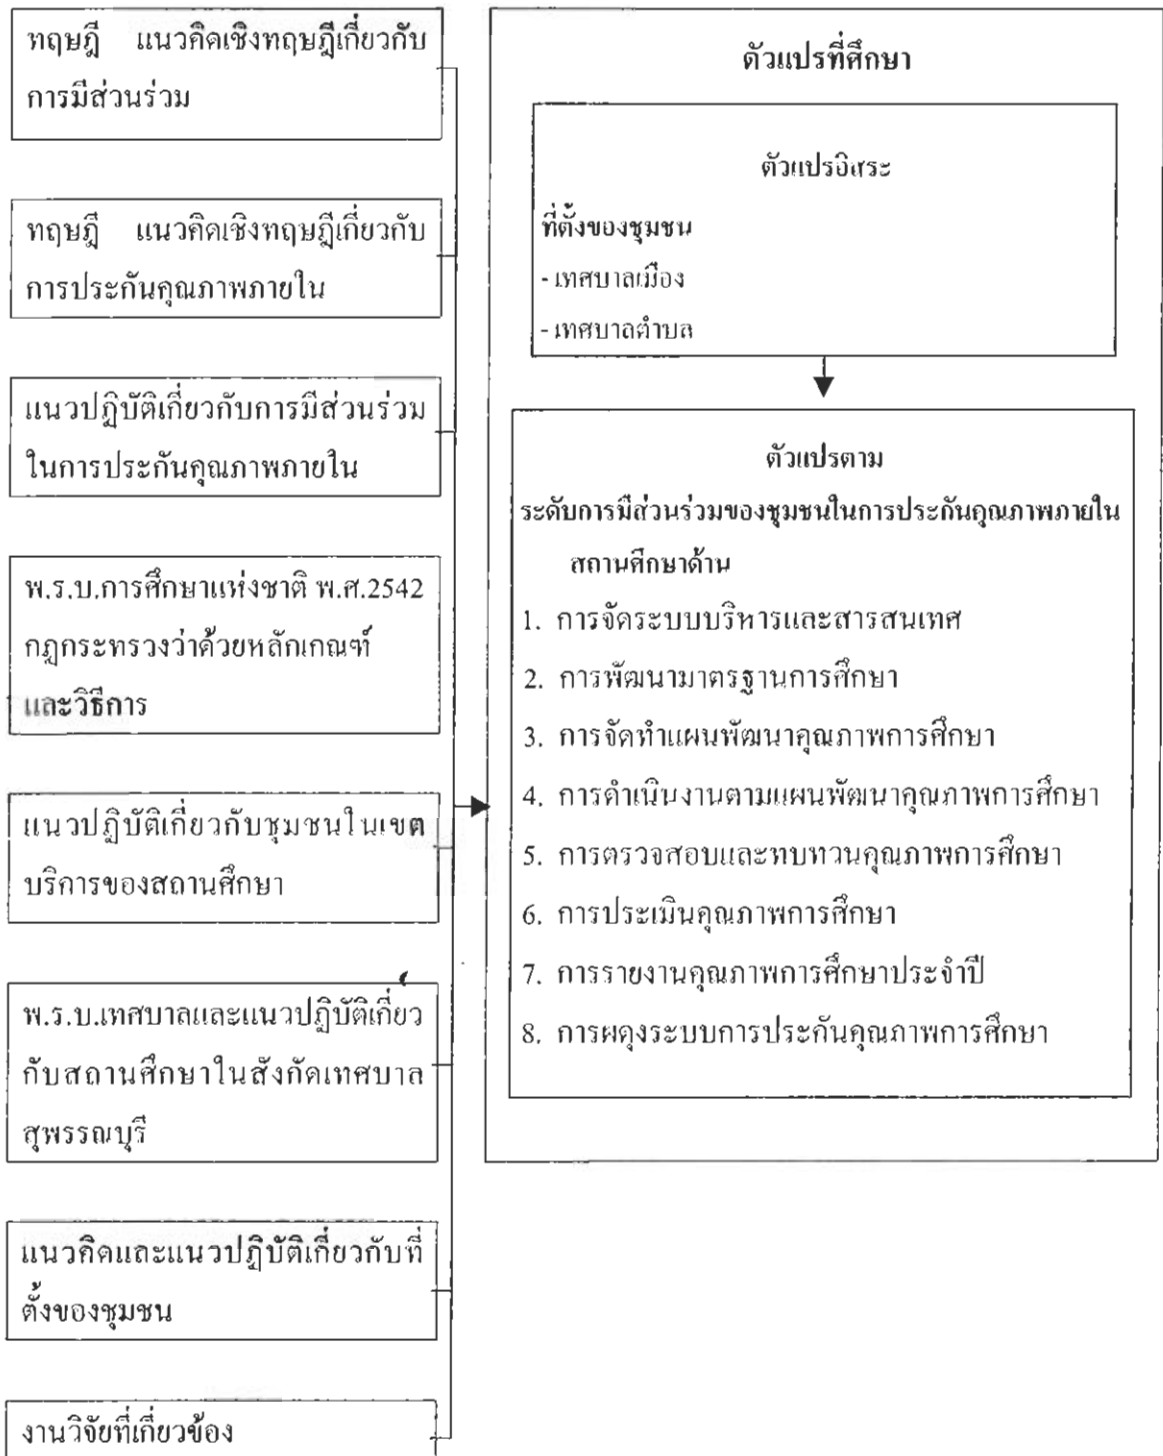 ทฤษฎี แนวคิดเชิงทฤษฎีเกี่ยวกับ
การมีส่วนร่วม
ทฤษฎี แนวคิดเชิงทฤษฎีเกี่ยวกับ
การประกันคุณภาพภายใน
แนวปฏิบัติเกี่ยวกับการมีส่วนร่วม
ในการประกันคุณภาพภายใน
พ.ร.บ.การศึกษาแห่งชาติ พ.ศ.2542
กฎกระทรวงว่าด้วยหลักเกณฑ์
และวิธีการ
แนวปฏิบัติเกี่ยวกับชุมชนในเขต
บริการของสถานศึกษา
พ.ร.บ.เทศบาลและแนวปฏิบัติเกี่ยว
กับสถานศึกษาในสังกัดเทศบาล
สุพรรณบุรี
แนวคิดและแนวปฏิบัติเกี่ยวกับที่
ตั้งของชุมชน
งานวิจัยที่เกี่ยวข้อง
ตัวแปรที่ศึกษา
ตัวแปรอิสระ
ที่ตั้งของชุมชน
- เทศบาลเมือง
- เทศบาลตำบล
ตัวแปรตาม
ระดับการมีส่วนร่วมของชุมชนในการประกันคุณภาพภายใน
สถานศึกษาด้าน
1. การจัดระบบบริหารและสารสนเทศ
2. การพัฒนามาตรฐานการศึกษา
3. การจัดทำแผนพัฒนาคุณภาพการศึกษา
4. การดำเนินงานตามแผนพัฒนาคุณภาพการศึกษา
5. การตรวจสอบและทบทวนคุณภาพการศึกษา
6. การประเมินคุณภาพการศึกษา
7. การรายงานคุณภาพการศึกษาประจำปี
8. การผดุงระบบการประกันคุณภาพการศึกษา